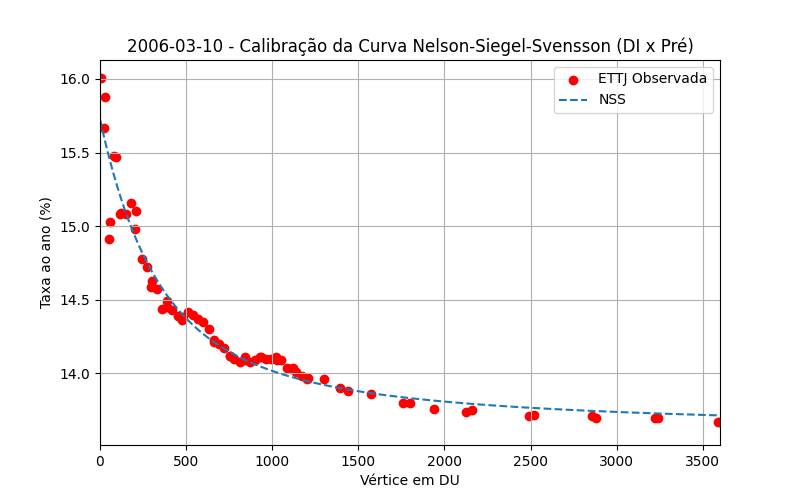 2006-03-10 - Calibração da Curva Nelson-Siegel-Svensson (DI x Pré)
ETTJ Observada
NSS
Taxa ao ano (%)
16.0
15.5
15.0
14.5
14.0
0 500 1000 1500 2000 2500 3000 3500
Vértice em DU